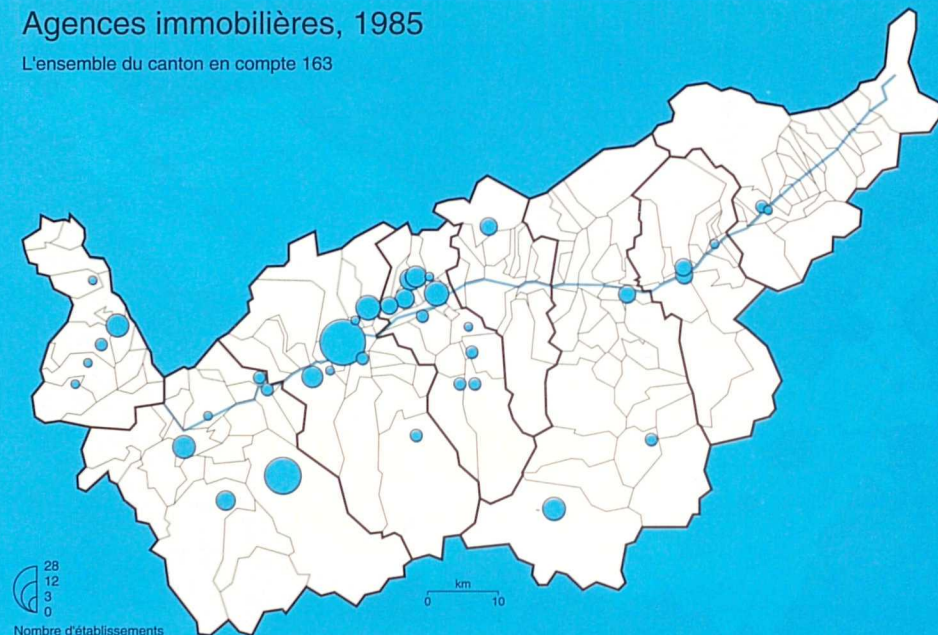 Agences immobilières, 1985
L'ensemble du canton en compte 163
28
12
3
0
Nombre d'établissements
km
0 10